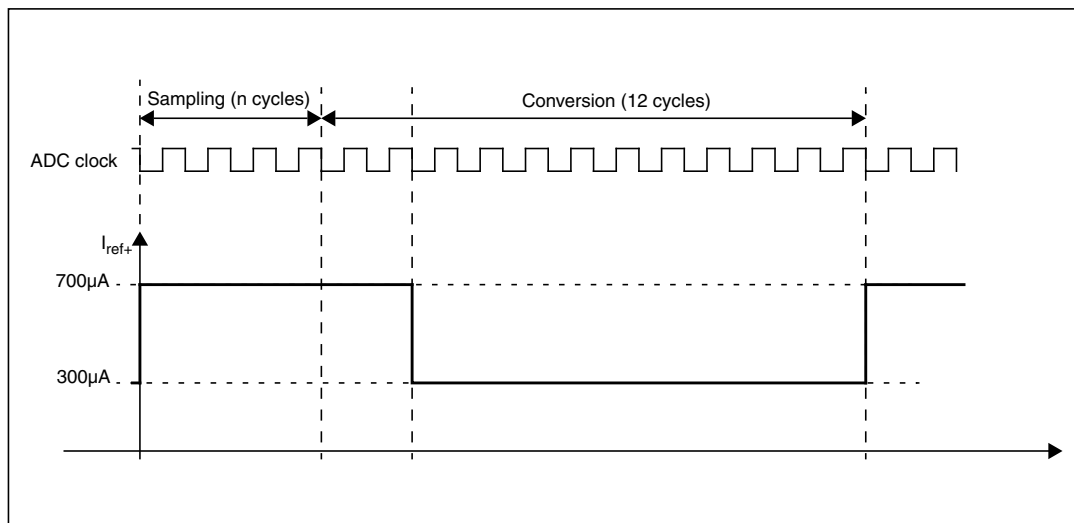 Sampling (n cycles)
Conversion (12 cycles)
ADC clock
Iref+
700µA
300µA